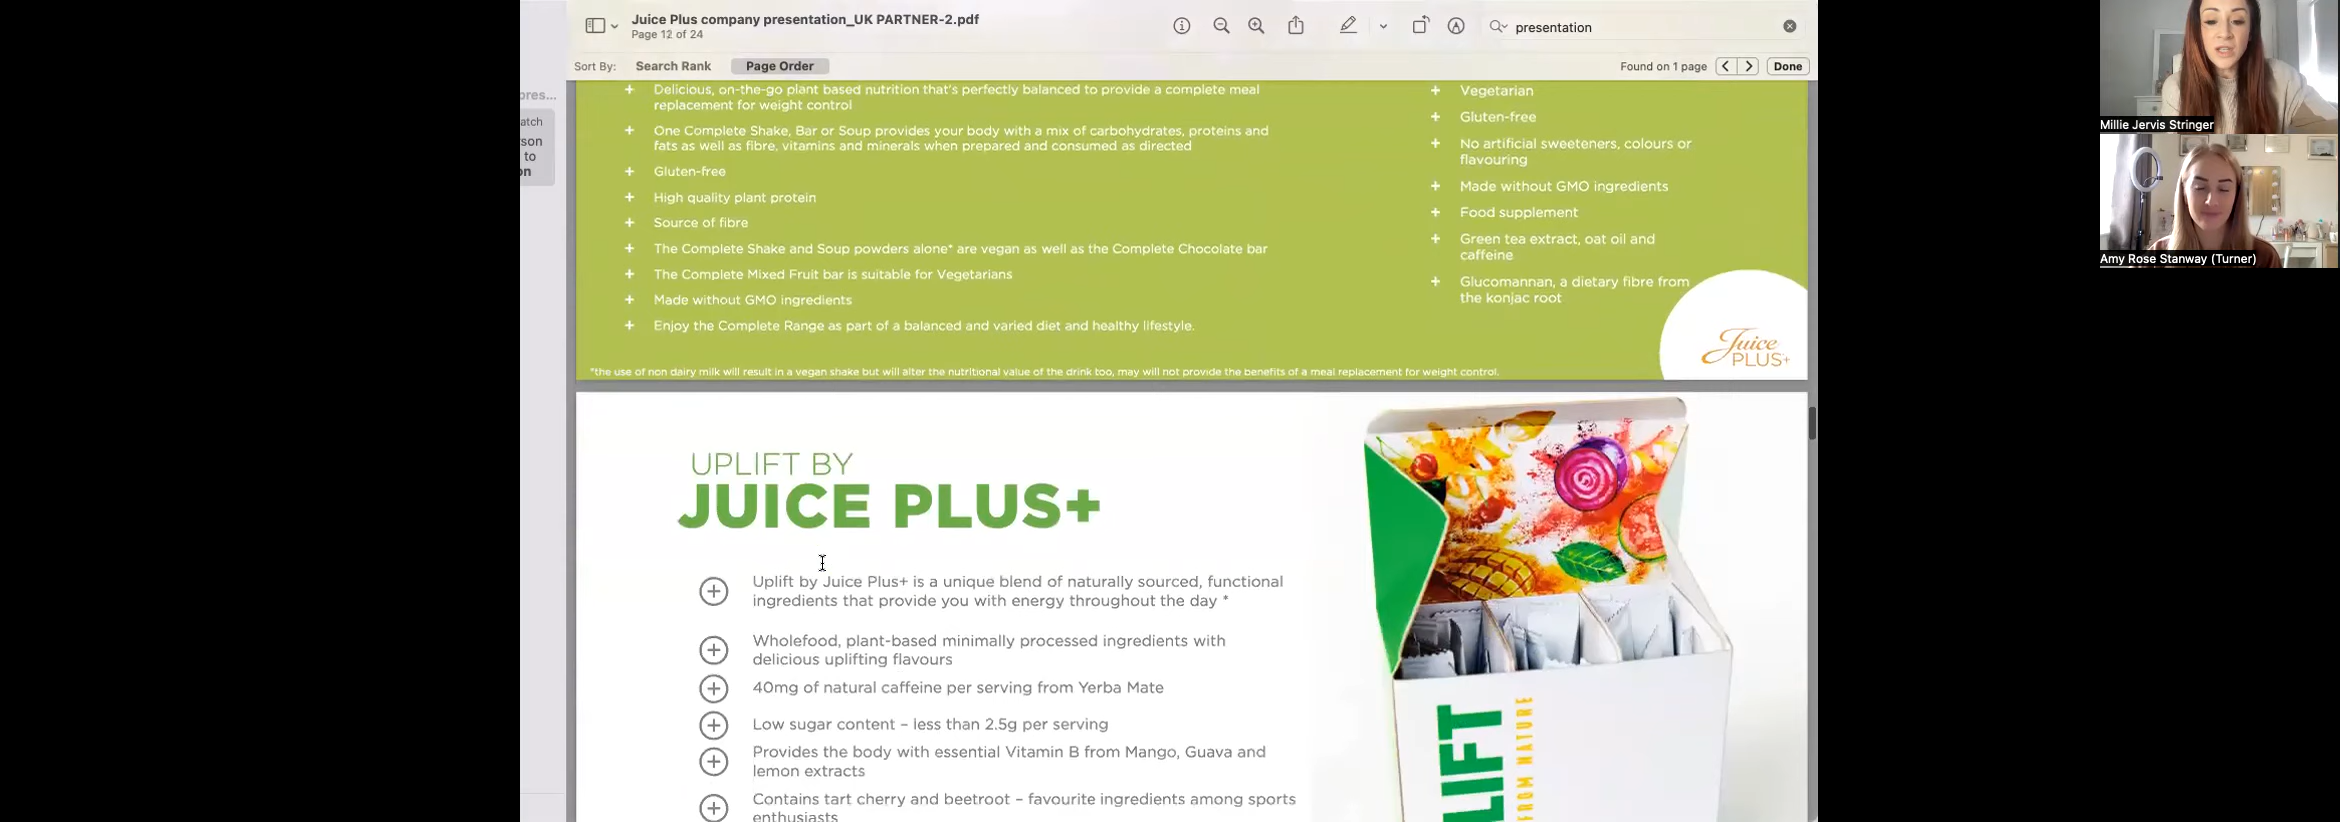 Juice Plus company presentation_UK PARTNER-2.pdf
Page 12 of 24
presentation
Sort By:
Search Rank
Page Order
Found on 1 page
Done
pres...
atch
son
to
on
+ Delicious, on-the-go plant based nutrition that's perfectly balanced to provide a complete meal
replacement for weight control
+ One Complete Shake, Bar or Soup provides your body with a mix of carbohydrates, proteins and
fats as well as fibre, vitamins and minerals when prepared and consumed as directed
+ Gluten-free
+ High quality plant protein
+ Source of fibre
+ The Complete Shake and Soup powders alone* are vegan as well as the Complete Chocolate bar
+ The Complete Mixed Fruit bar is suitable for Vegetarians
+ Made without GMO ingredients
+ Enjoy the Complete Range as part of a balanced and varied diet and healthy lifestyle.
+ Vegetarian
+ Gluten-free
+ No artificial sweeteners, colours or
flavouring
+ Made without GMO ingredients
+ Food supplement
+ Green tea extract, oat oil and
caffeine
+ Glucomannan, a dietary fibre from
the konjac root
Juice
PLUS+
*the use of non dairy milk will result in a vegan shake but will alter the nutritional value of the drink too, may will not provide the benefits of a meal replacement for weight control.
UPLIFT BY
JUICE PLUS+
Uplift by Juice Plus+ is a unique blend of naturally sourced, functional
ingredients that provide you with energy throughout the day *
Wholefood, plant-based minimally processed ingredients with
delicious uplifting flavours
40mg of natural caffeine per serving from Yerba Mate
Low sugar content – less than 2.5g per serving
Provides the body with essential Vitamin B from Mango, Guava and
lemon extracts
Contains tart cherry and beetroot – favourite ingredients among sports
enthusiasts
LIFT
FROM NATURE
Millie Jervis Stringer
Amy Rose Stanway (Turner)